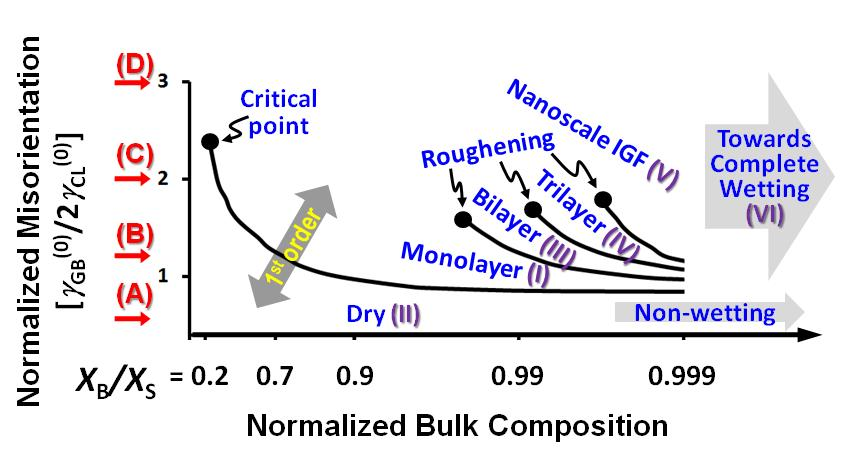 Normalized Misorientation
[γGB(0)/2γCL(0)]
(D)
(C)
(B)
(A)
3
2
1
Critical
point
1st order
Roughening
Nanoscale IGF (V)
Trilayer (IV)
Bilayer (III)
Monolayer (I)
Dry (II)
Towards
Complete
Wetting
(VI)
Non-wetting
XB/XS = 0.2 0.7 0.9 0.99 0.999
Normalized Bulk Composition